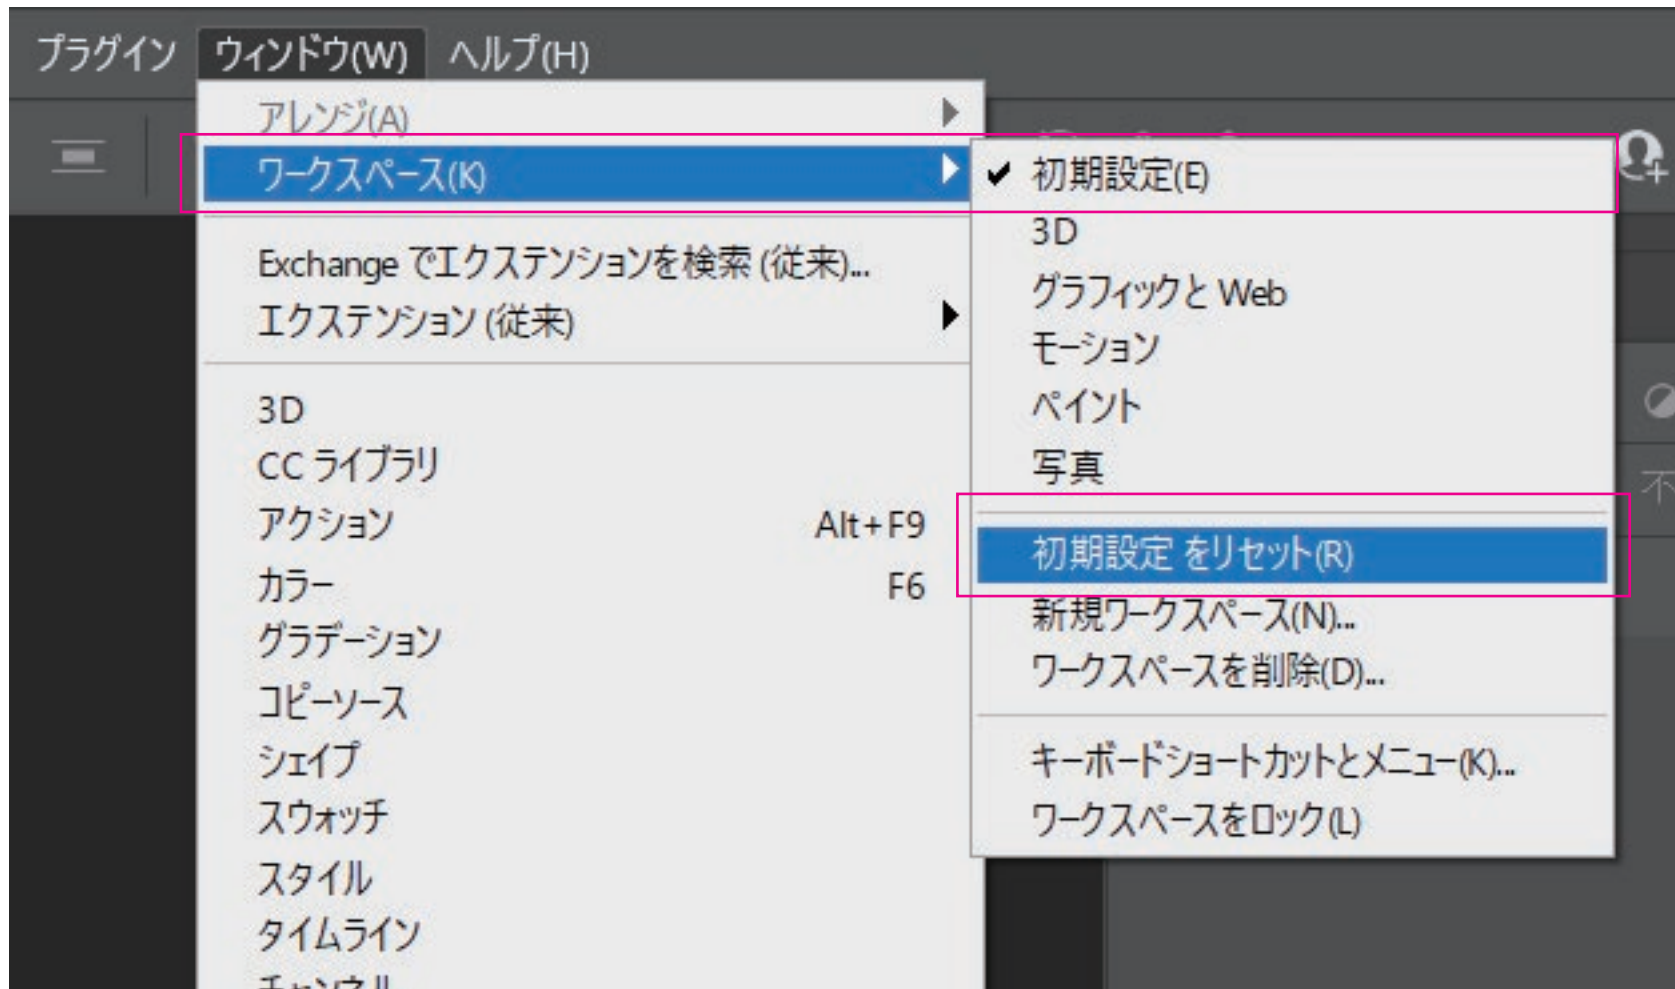 プラグイン ウィンドウ(W) ヘルプ(H)
アレンジ(A)
ワークスペース(K)
Exchange でエクステンションを検索 (従来)...
エクステンション (従来)
3D
CC ライブラリ
アクション Alt+F9
カラー F6
グラデーション
コピーソース
シェイプ
スウォッチ
スタイル
タイムライン
チャンネル
✔ 初期設定(E)
3D
グラフィックと Web
モーション
ペイント
写真
初期設定 をリセット(R)
新規ワークスペース(N)...
ワークスペースを削除(D)...
キーボードショートカットとメニュー(K)...
ワークスペースをロック(L)
不